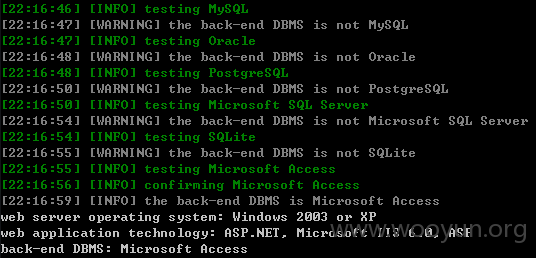 [22:16:46] [INFO] testing MySQL
[22:16:47] [WARNING] the back-end DBMS is not MySQL
[22:16:47] [INFO] testing Oracle
[22:16:48] [WARNING] the back-end DBMS is not Oracle
[22:16:48] [INFO] testing PostgreSQL
[22:16:50] [WARNING] the back-end DBMS is not PostgreSQL
[22:16:50] [INFO] testing Microsoft SQL Server
[22:16:54] [WARNING] the back-end DBMS is not Microsoft SQL Server
[22:16:54] [INFO] testing SQLite
[22:16:55] [WARNING] the back-end DBMS is not SQLite
[22:16:55] [INFO] testing Microsoft Access
[22:16:56] [INFO] confirming Microsoft Access
[22:16:59] [INFO] the back-end DBMS is Microsoft Access
web server operating system: Windows 2003 or XP
www.wooyun.org
web application technology: ASP.NET, Microsoft IIS 6.0, ASP
back-end DBMS: Microsoft Access